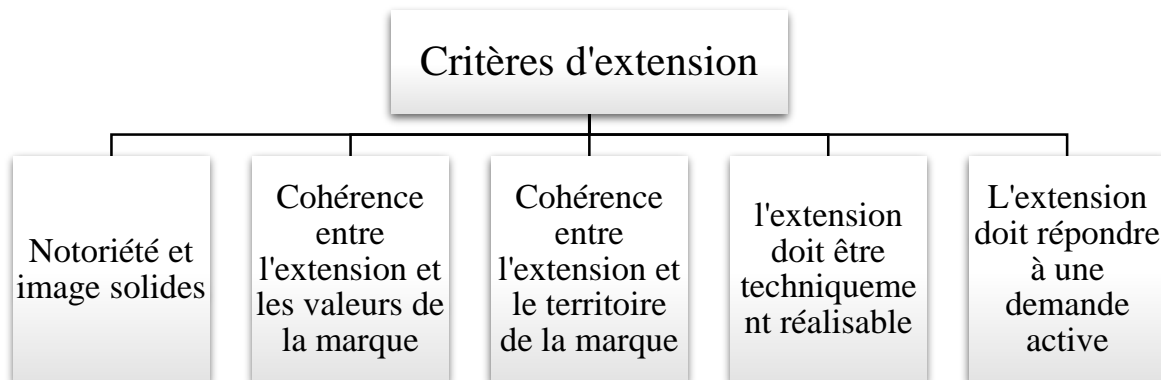 Critères d'extension
Notoriété et
image solides
Cohérence
entre
l'extension et
les valeurs de
la marque
Cohérence
entre
l'extension et
le territoire
de la marque
l'extension
doit être
techniqueme
nt réalisable
L'extension
doit répondre
à une
demande
active